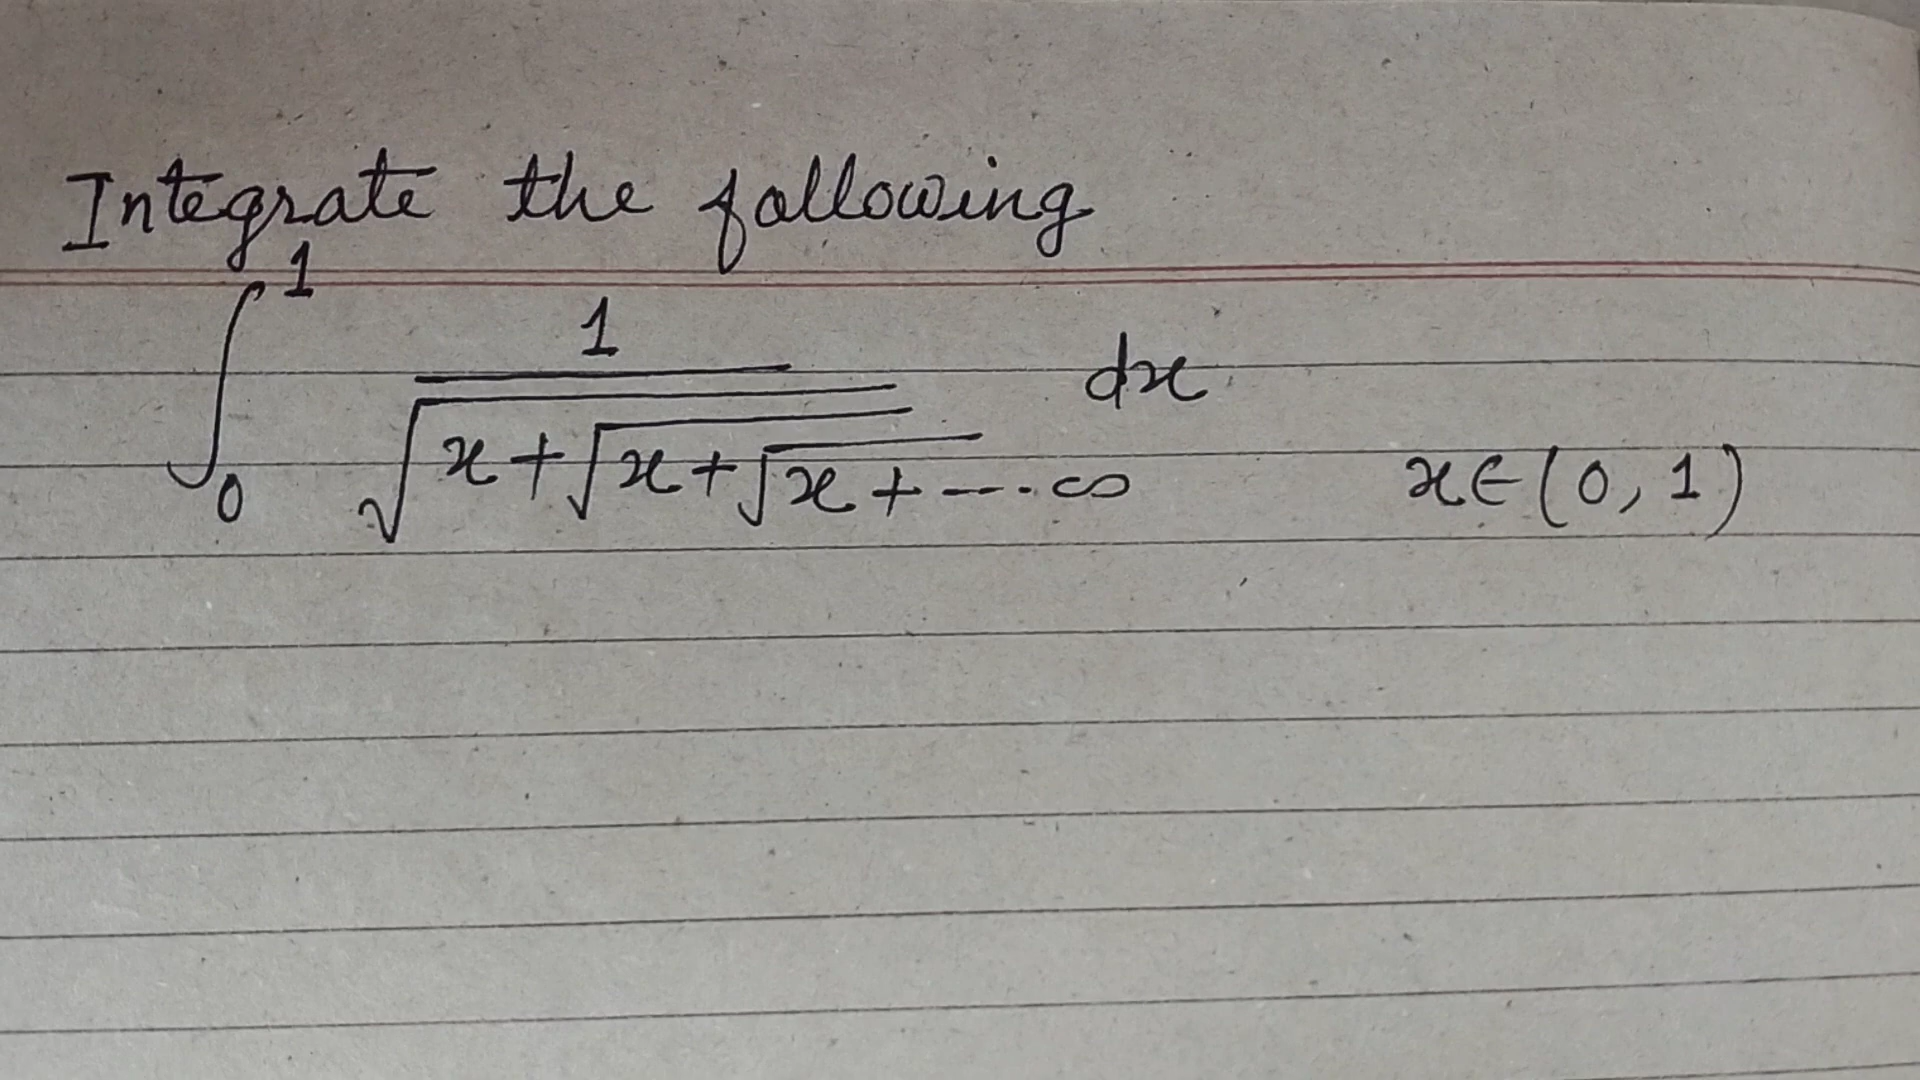 Integrate the following
∫₀¹ 1/√(x+√(x+√(x+---.∞))) dx x∈(0,1)